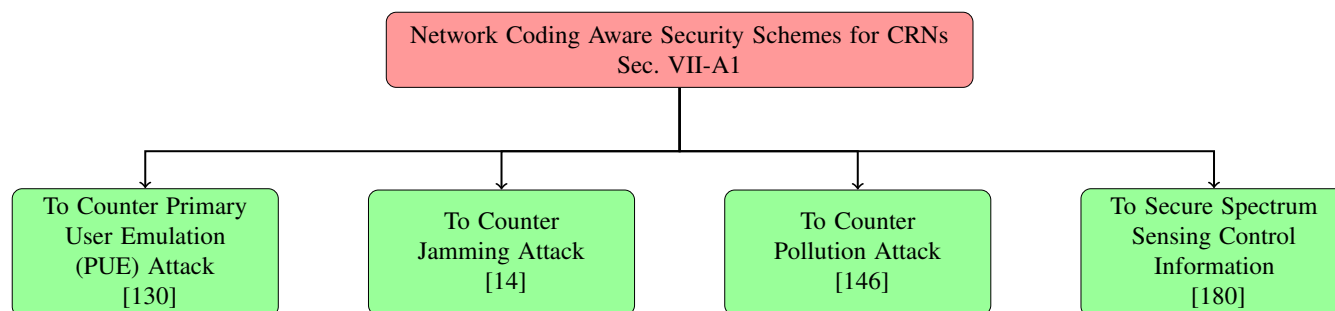 Network Coding Aware Security Schemes for CRNs
Sec. VII-A1
To Counter Primary
User Emulation
(PUE) Attack
[130]
To Counter
Jamming Attack
[14]
To Counter
Pollution Attack
[146]
To Secure Spectrum
Sensing Control
Information
[180]